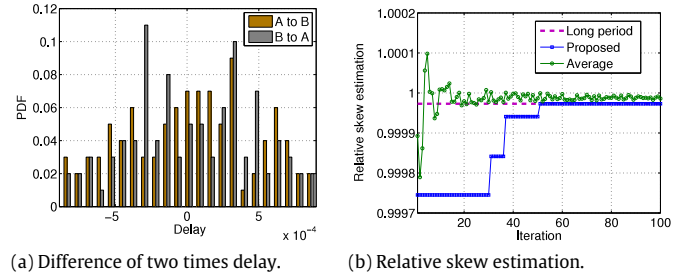 0.12
0.1
0.08
0.06
0.04
0.02
0
PDF
A to B
B to A
−5 0 5
Delay
x 10⁻⁴
(a) Difference of two times delay.
1.0002
1.0001
1
0.9999
0.9998
0.9997
Relative skew estimation
Long period
Proposed
Average
20 40 60 80 100
Iteration
(b) Relative skew estimation.